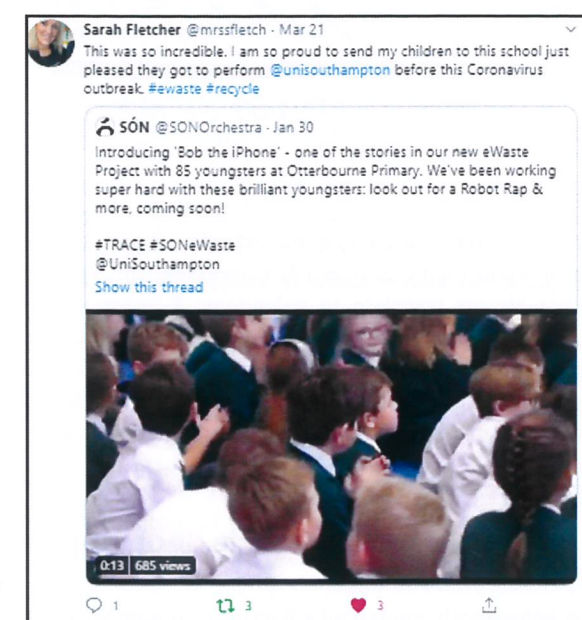 Sarah Fletcher @mrssfletch · Mar 21
This was so incredible. I am so proud to send my children to this school just
pleased they got to perform @unisouthampton before this Coronavirus
outbreak. #ewaste #recycle
SÓN @SONOrchestra · Jan 30
Introducing 'Bob the iPhone' - one of the stories in our new eWaste
Project with 85 youngsters at Otterbourne Primary. We've been working
super hard with these brilliant youngsters: look out for a Robot Rap &
more, coming soon!
#TRACE #SONeWaste
@UniSouthampton
Show this thread
0:13 685 views
1 3 3